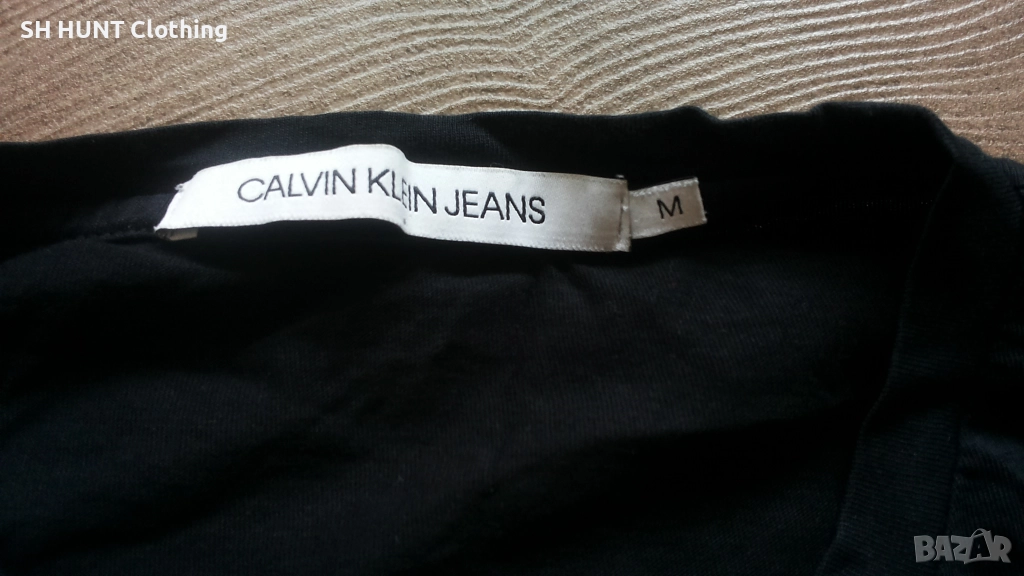 SH HUNT Clothing
CALVIN KLEIN JEANS
M
BAZAR